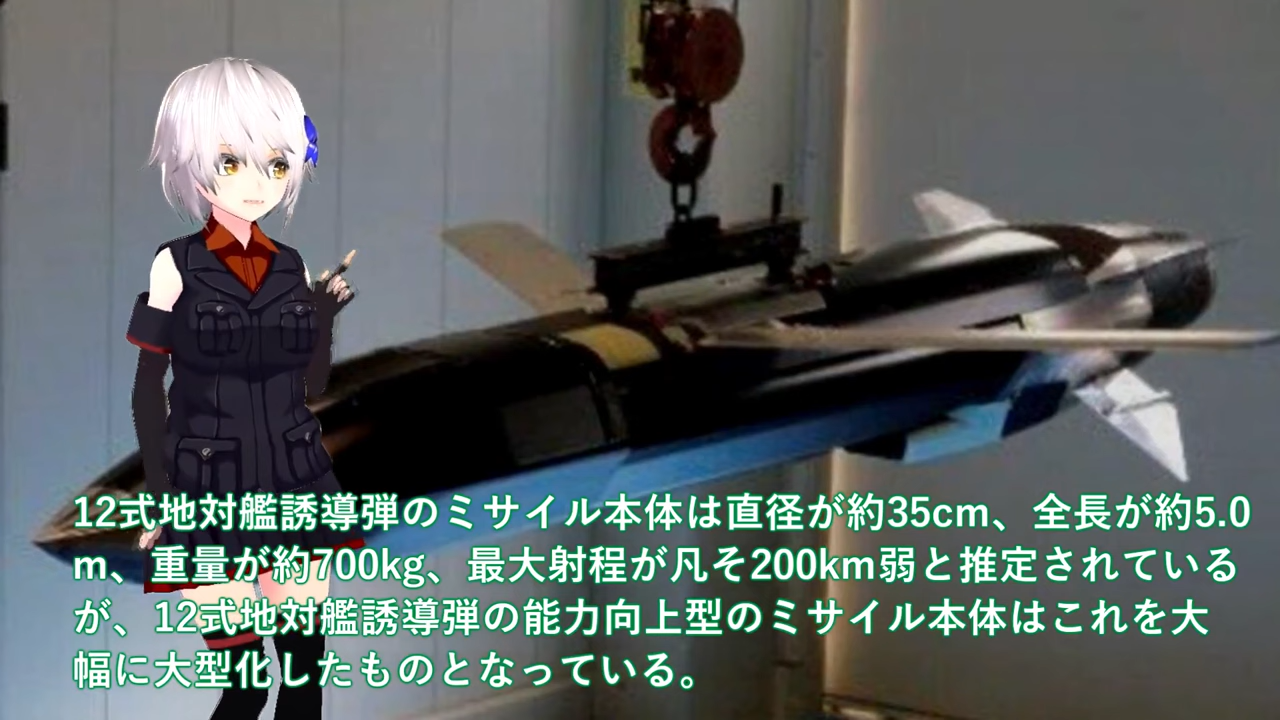 12式地対艦誘導弾のミサイル本体は直径が約35cm、全長が約5.0
m、重量が約700kg、最大射程が凡そ200km弱と推定されている
が、12式地対艦誘導弾の能力向上型のミサイル本体はこれを大
幅に大型化したものとなっている。